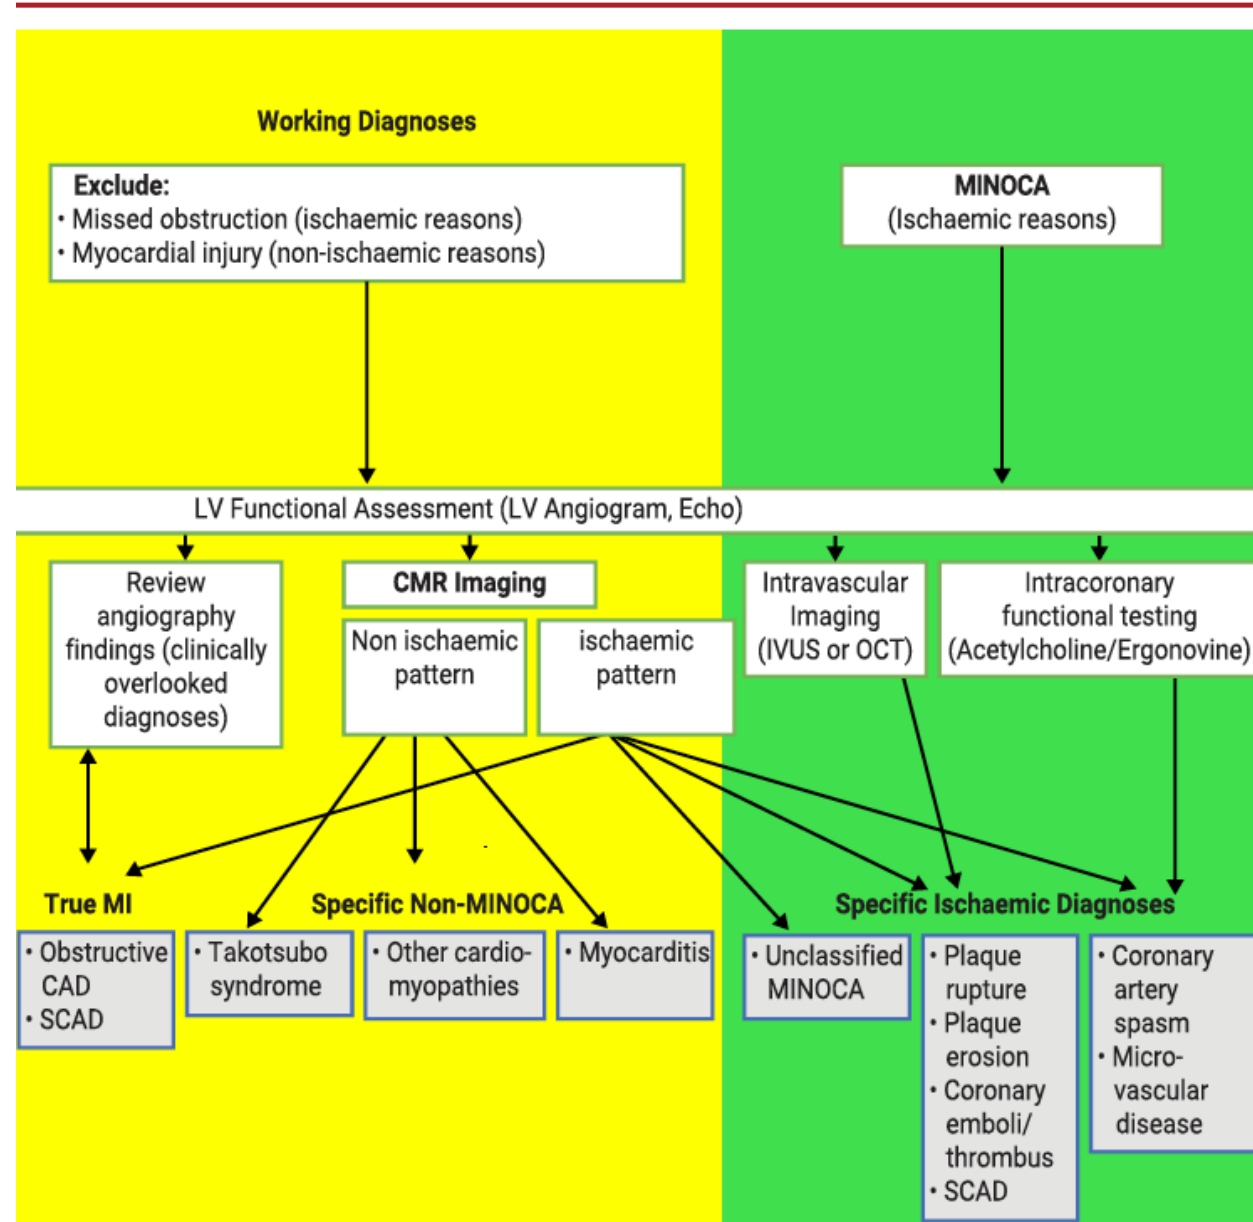 Working Diagnoses
Exclude:
• Missed obstruction (ischaemic reasons)
• Myocardial injury (non-ischaemic reasons)
MINOCA
(Ischaemic reasons)
LV Functional Assessment (LV Angiogram, Echo)
Review
angiography
findings (clinically
overlooked
diagnoses)
CMR Imaging
Non ischaemic
pattern
ischaemic
pattern
Intravascular
Imaging
(IVUS or OCT)
Intracoronary
functional testing
(Acetylcholine/Ergonovine)
True MI
• Obstructive
CAD
• SCAD
Specific Non-MINOCA
• Takotsubo
syndrome
• Other cardio-
myopathies
• Myocarditis
Specific Ischaemic Diagnoses
• Unclassified
MINOCA
• Plaque
rupture
• Plaque
erosion
• Coronary
emboli/
thrombus
• SCAD
• Coronary
artery
spasm
• Micro-
vascular
disease